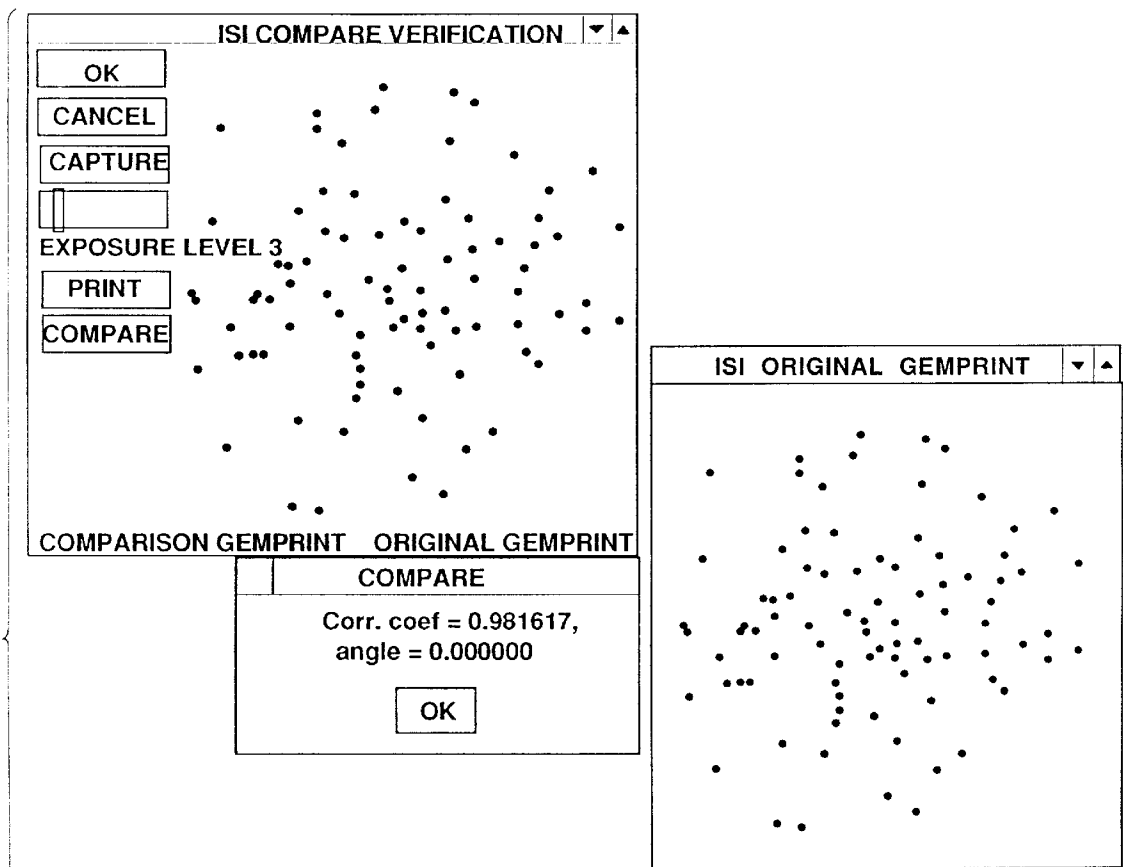 ISI COMPARE VERIFICATION
OK
CANCEL
CAPTURE
EXPOSURE LEVEL 3
PRINT
COMPARE
COMPARISON GEMPRINT ORIGINAL GEMPRINT
ISI ORIGINAL GEMPRINT
COMPARE
Corr. coef = 0.981617,
angle = 0.000000
OK